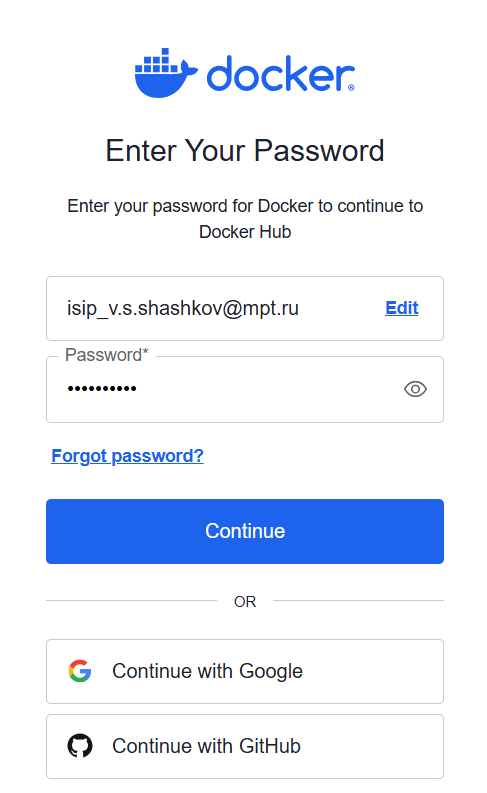 docker®
Enter Your Password
Enter your password for Docker to continue to
Docker Hub
isip_v.s.shashkov@mpt.ru Edit
Password*
••••••••••
Forgot password?
Continue
OR
Continue with Google
Continue with GitHub